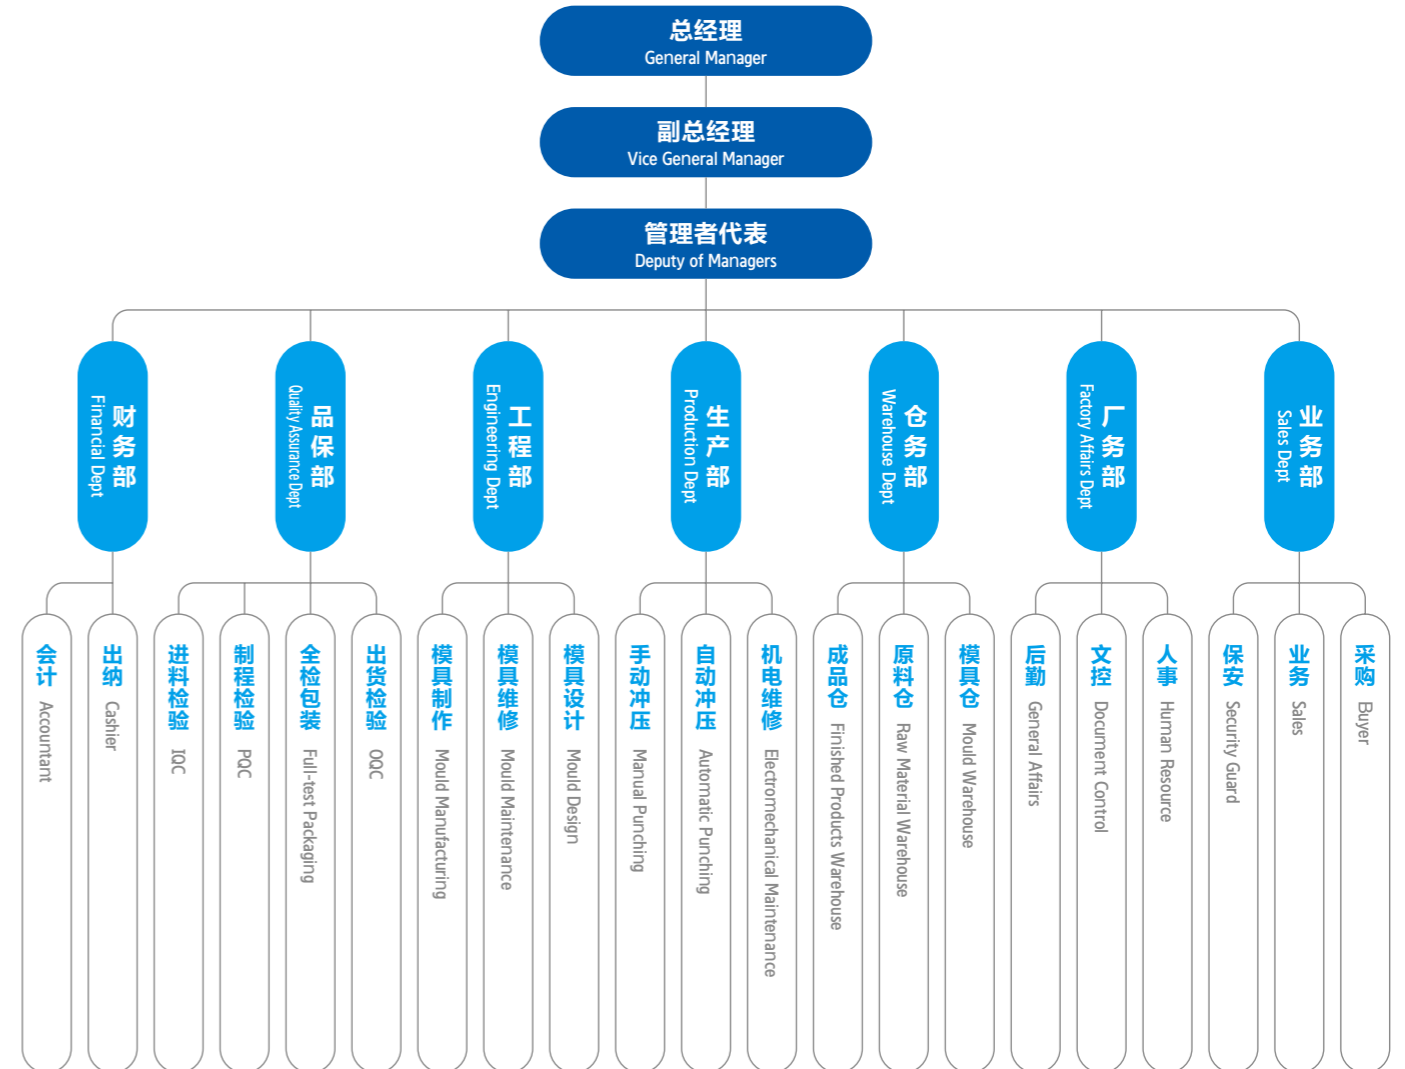 总经理
General Manager
副总经理
Vice General Manager
管理者代表
Deputy of Managers
财务部
Financial Dept
品保部
Quality Assurance Dept
工程部
Engineering Dept
生产部
Production Dept
仓务部
Warehouse Dept
厂务部
Factory Affairs Dept
业务部
Sales Dept
会计 Accountant
出纳 Cashier
进料检验 IQC
制程检验 PQC
全检包装 Full-test Packaging
出货检验 OQC
模具制作 Mould Manufacturing
模具维修 Mould Maintenance
模具设计 Mould Design
手动冲压 Manual Punching
自动冲压 Automatic Punching
机电维修 Electromechanical Maintenance
成品仓 Finished Products Warehouse
原料仓 Raw Material Warehouse
模具仓 Mould Warehouse
后勤 General Affairs
文控 Document Control
人事 Human Resource
保安 Security Guard
业务 Sales
采购 Buyer